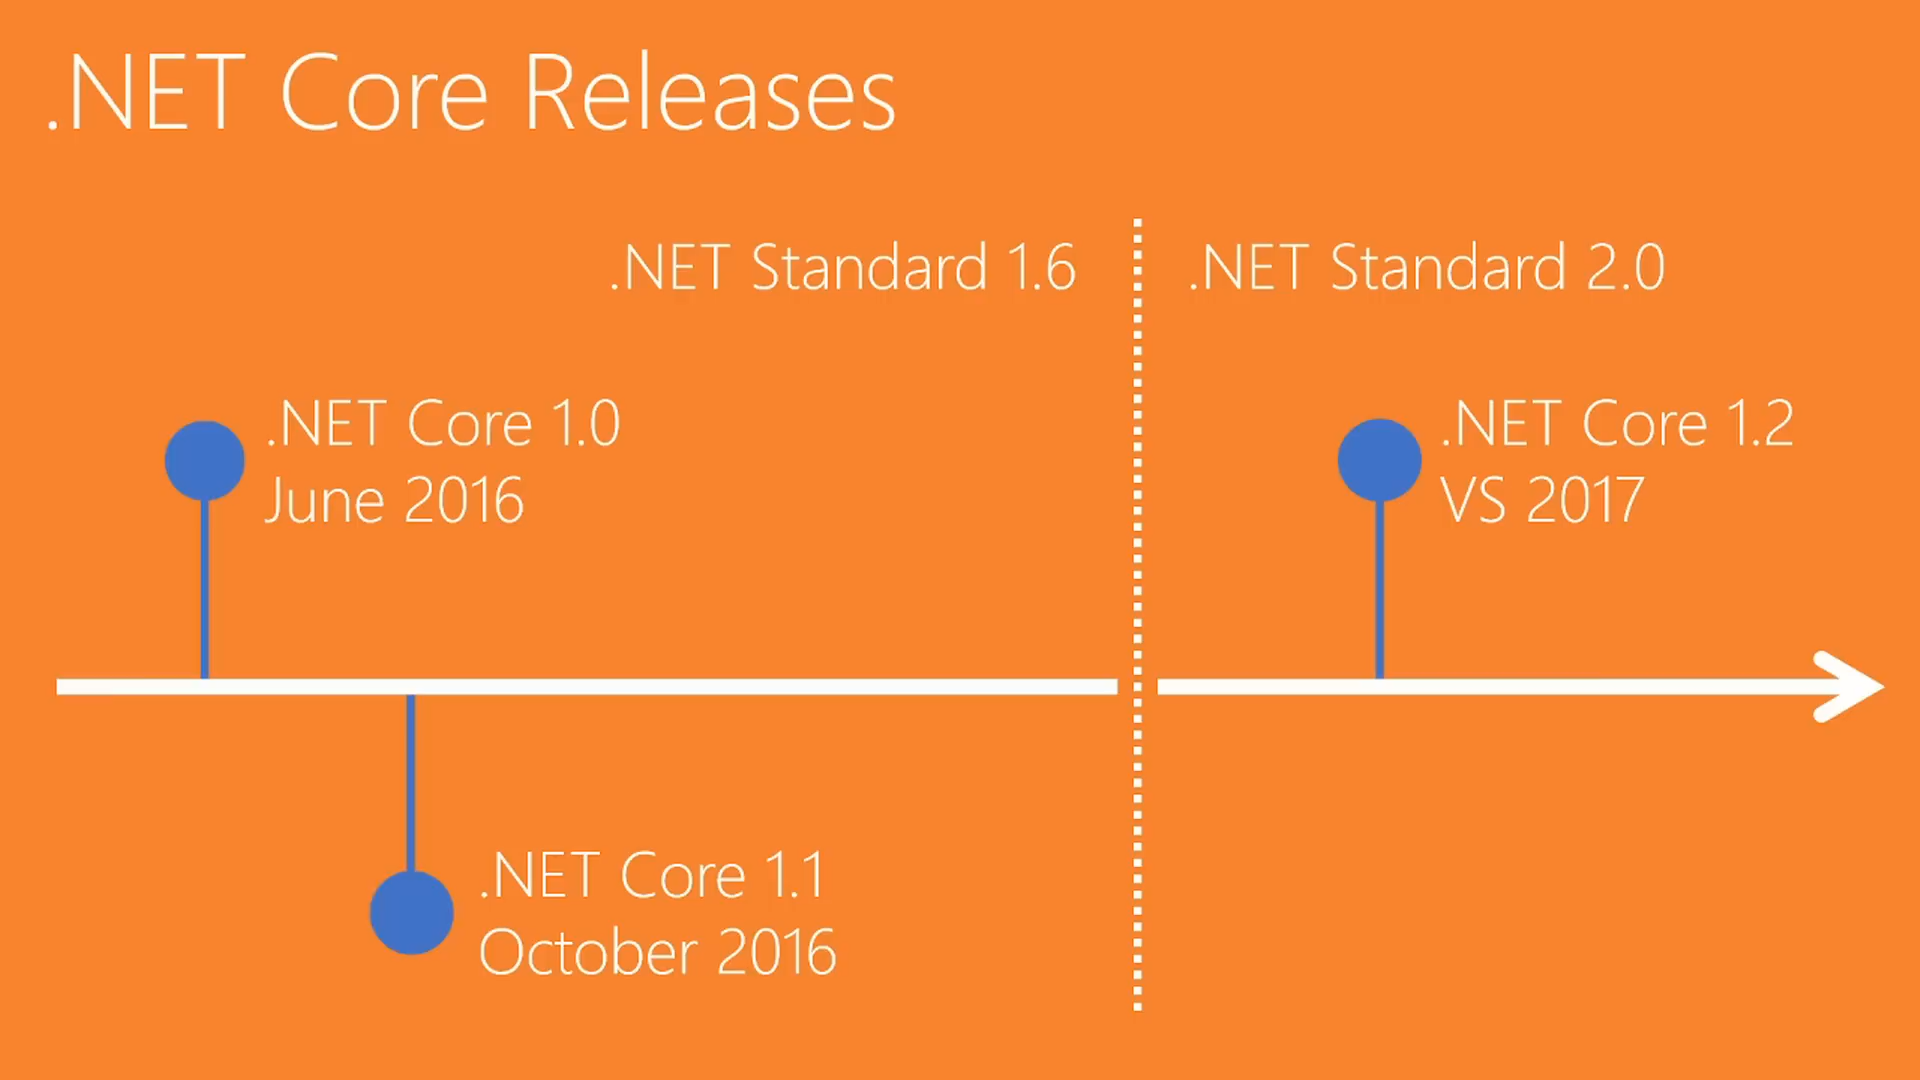 .NET Core Releases
.NET Standard 1.6
.NET Standard 2.0
.NET Core 1.0
June 2016
.NET Core 1.2
VS 2017
.NET Core 1.1
October 2016